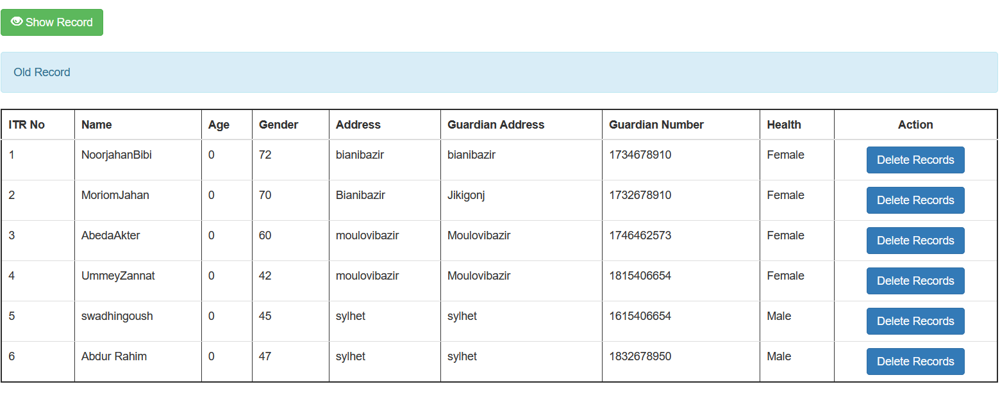 Show Record
Old Record
ITR No Name Age Gender Address Guardian Address Guardian Number Health Action
1 NoorjahanBibi 0 72 bianibazir bianibazir 1734678910 Female Delete Records
2 MoriomJahan 0 70 Bianibazir Jikigonj 1732678910 Female Delete Records
3 AbedaAkter 0 60 moulovibazir Moulovibazir 1746462573 Female Delete Records
4 UmmeyZannat 0 42 moulovibazir Moulovibazir 1815406654 Female Delete Records
5 swadhingoush 0 45 sylhet sylhet 1615406654 Male Delete Records
6 Abdur Rahim 0 47 sylhet sylhet 1832678950 Male Delete Records